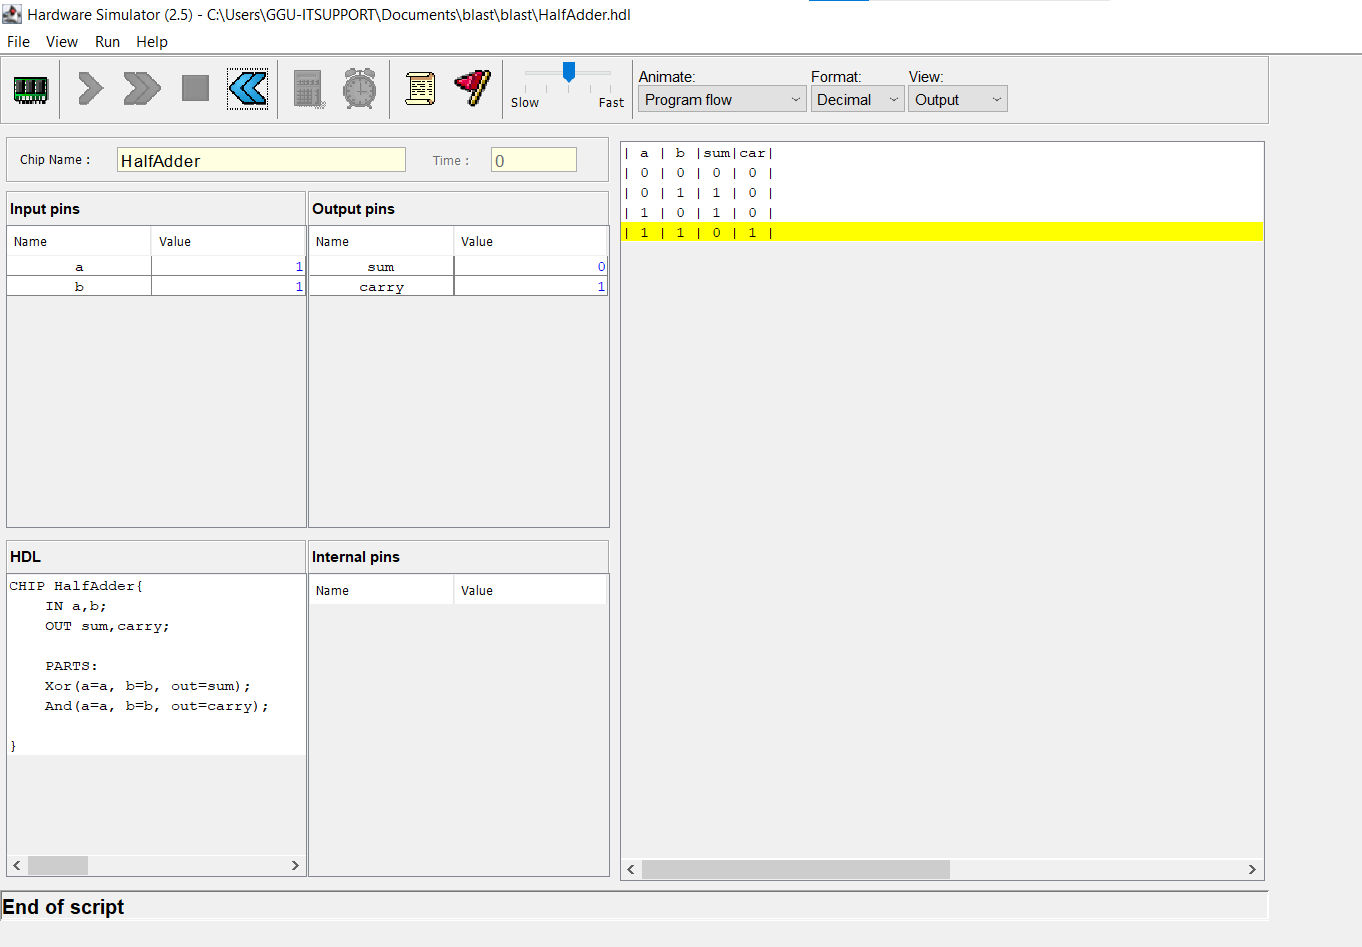 Hardware Simulator (2.5) - C:\Users\GGU-ITSUPPORT\Documents\blast\blast\HalfAdder.hdl
File View Run Help
Slow Fast
Animate: Format: View:
Program flow Decimal Output
Chip Name : HalfAdder Time : 0
Input pins
Name Value
a 1
b 1
Output pins
Name Value
sum 0
carry 1
HDL
CHIP HalfAdder{
IN a,b;
OUT sum,carry;
PARTS:
Xor(a=a, b=b, out=sum);
And(a=a, b=b, out=carry);
}
Internal pins
Name Value
| a | b |sum|car|
| 0 | 0 | 0 | 0 |
| 0 | 1 | 1 | 0 |
| 1 | 0 | 1 | 0 |
| 1 | 1 | 0 | 1 |
End of script